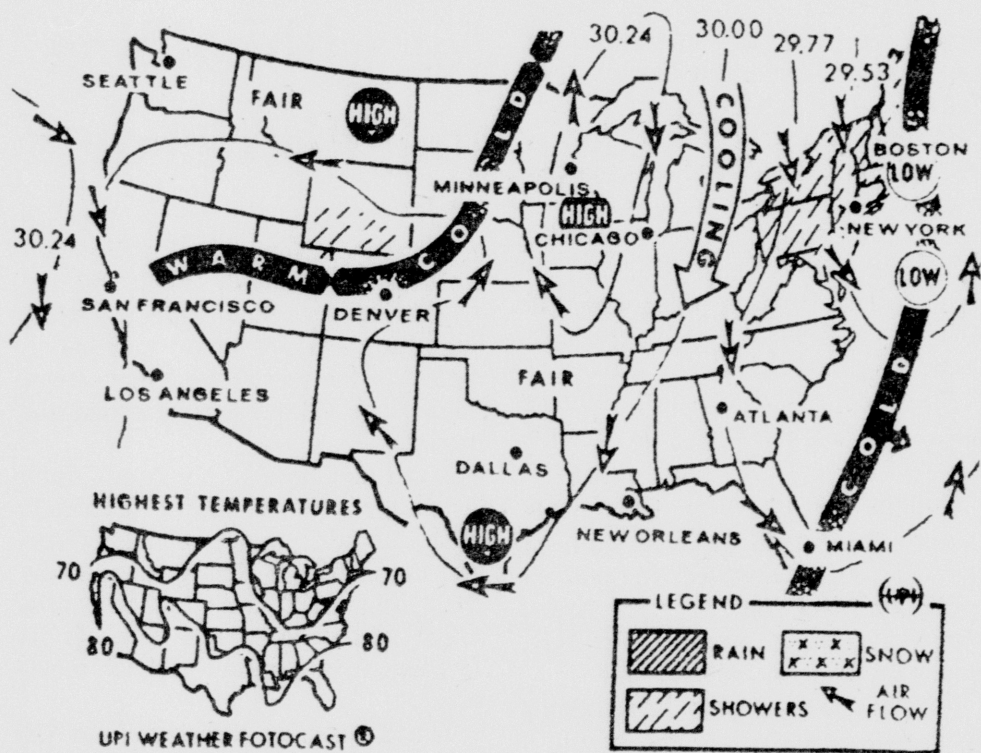 30.24
30.00
29.77
29.53
SEATTLE
FAIR
HIGH
COLD
COOLING
BOSTON
LOW
MINNEAPOLIS
HIGH
CHICAGO
NEW YORK
30.24
WARM
COLD
LOW
SAN FRANCISCO
DENVER
FAIR
LOS ANGELES
ATLANTA
COLD
DALLAS
HIGH
NEW ORLEANS
MIAMI
HIGHEST TEMPERATURES
70
70
80
80
UPI WEATHER FOTOCAST ®
LEGEND
UPI
RAIN
SNOW
SHOWERS
AIR
FLOW